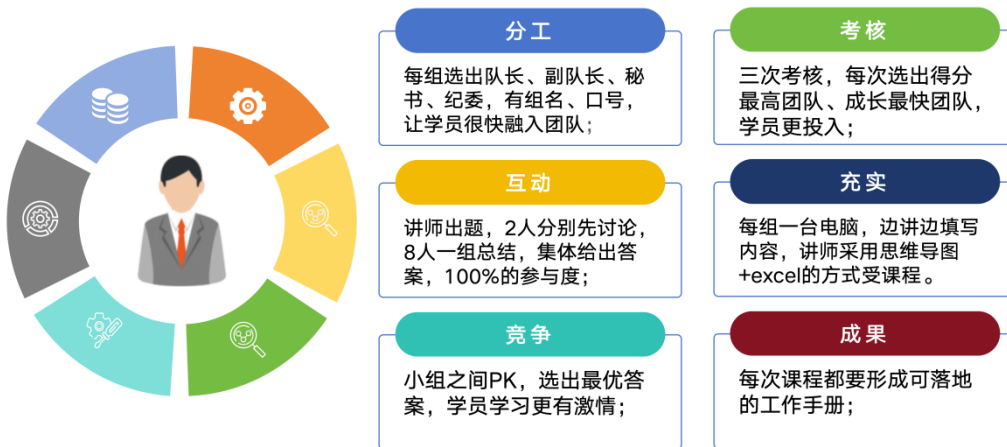 分工
每组选出队长、副队长、秘
书、纪委，有组名、口号，
让学员很快融入团队；
考核
三次考核，每次选出得分
最高团队、成长最快团队，
学员更投入；
互动
讲师出题，2人分别先讨论，
8人一组总结，集体给出答
案，100%的参与度；
充实
每组一台电脑，边讲边填写
内容，讲师采用思维导图
+excel的方式受课程。
竞争
小组之间PK，选出最优答
案，学员学习更有激情；
成果
每次课程都要形成可落地
的工作手册；